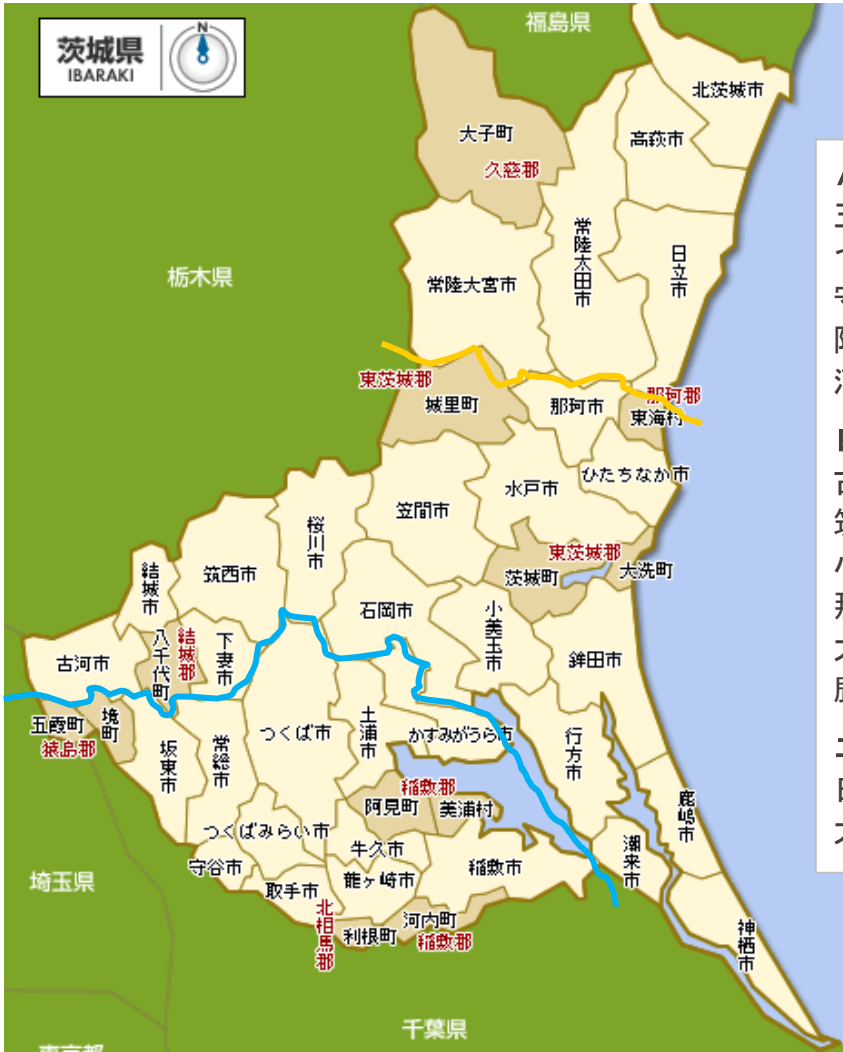 茨城県
IBARAKI
N
福島県
北茨城市
大子町
高萩市
久慈郡
常陸太田市
日立市
栃木県
常陸大宮市
東茨城郡
那珂郡
城里町
那珂市
東海村
ひたちなか市
水戸市
笠間市
桜川市
東茨城郡
茨城町
大洗町
筑西市
結城市
石岡市
小美玉市
八千代町
結城郡
下妻市
古河市
鉾田市
五霞町
境町
猿島郡
坂東市
常総市
つくば市
土浦市
かすみがうら市
行方市
稲敷郡
阿見町
美浦村
鹿嶋市
つくばみらい市
牛久市
潮来市
守谷市
取手市
龍ヶ崎市
稲敷市
埼玉県
北相馬郡
利根町
河内町
稲敷郡
神栖市
千葉県
東京都